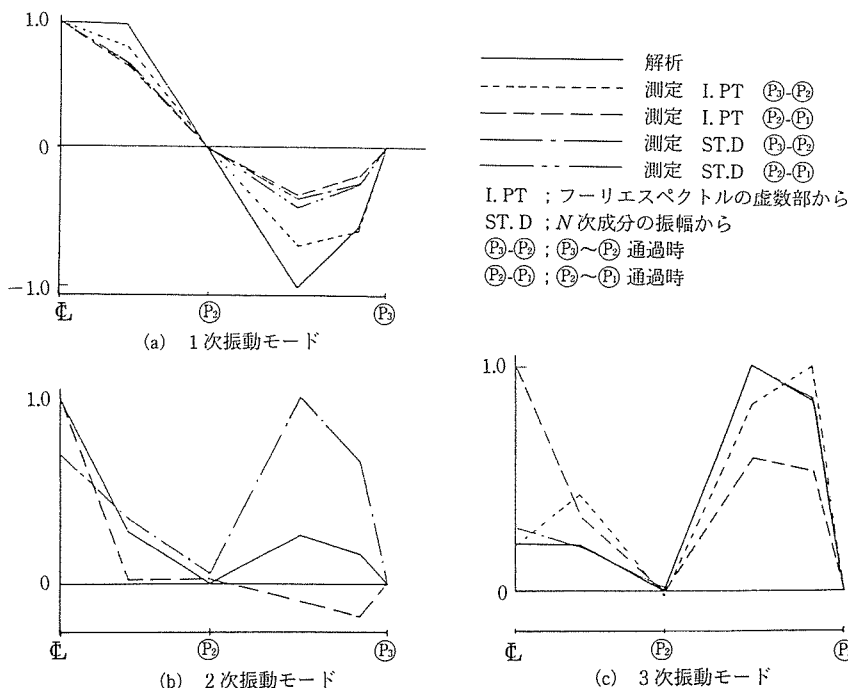 1.0
0
−1.0
℄ Ⓟ₂ Ⓟ₃
(a) 1次振動モード
解析
測定 I. PT Ⓟ₃-Ⓟ₂
測定 I. PT Ⓟ₂-Ⓟ₁
測定 ST.D Ⓟ₃-Ⓟ₂
測定 ST.D Ⓟ₂-Ⓟ₁
I. PT ; フーリエスペクトルの虚数部から
ST. D ; N次成分の振幅から
Ⓟ₃-Ⓟ₂ ; Ⓟ₃〜Ⓟ₂ 通過時
Ⓟ₂-Ⓟ₁ ; Ⓟ₂〜Ⓟ₁ 通過時
1.0
0
℄ Ⓟ₂ Ⓟ₃
(b) 2次振動モード
1.0
0
℄ Ⓟ₂
(c) 3次振動モード